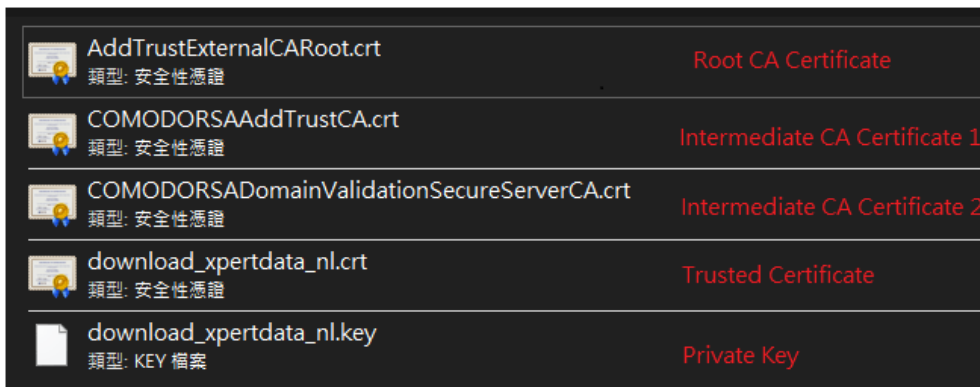 AddTrustExternalCARoot.crt
類型: 安全性憑證
Root CA Certificate
COMODORSAAddTrustCA.crt
類型: 安全性憑證
Intermediate CA Certificate 1
COMODORSADomainValidationSecureServerCA.crt
類型: 安全性憑證
Intermediate CA Certificate 2
download_xpertdata_nl.crt
類型: 安全性憑證
Trusted Certificate
download_xpertdata_nl.key
類型: KEY 檔案
Private Key